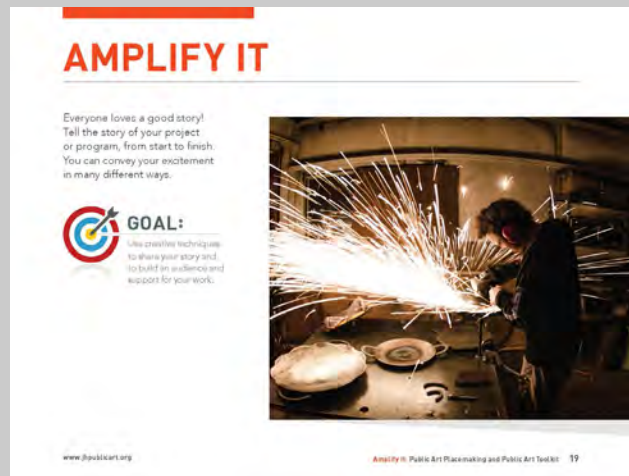 AMPLIFY IT
Everyone loves a good story!
Tell the story of your project
or program, from start to finish.
You can convey your excitement
in many different ways.
GOAL:
Use creative techniques
to share your story and
to build an audience and
support for your work.
www.jhpublicart.org
Amplify It: Public Art Placemaking and Public Art Toolkit 19